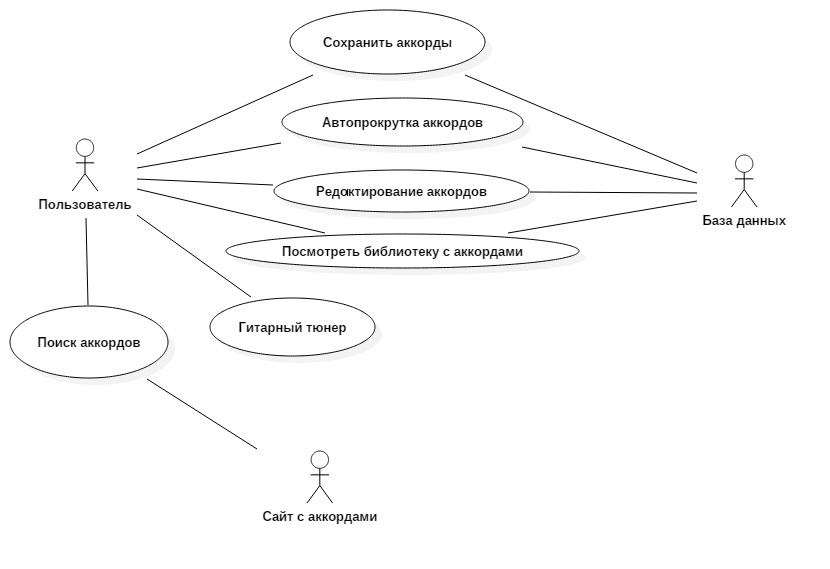 Сохранить аккорды
Автопрокрутка аккордов
Редоктирование аккордов
Пользователь
База данных
Посмотреть библиотеку с аккордами
Гитарный тюнер
Поиск аккордов
Сайт с аккордами